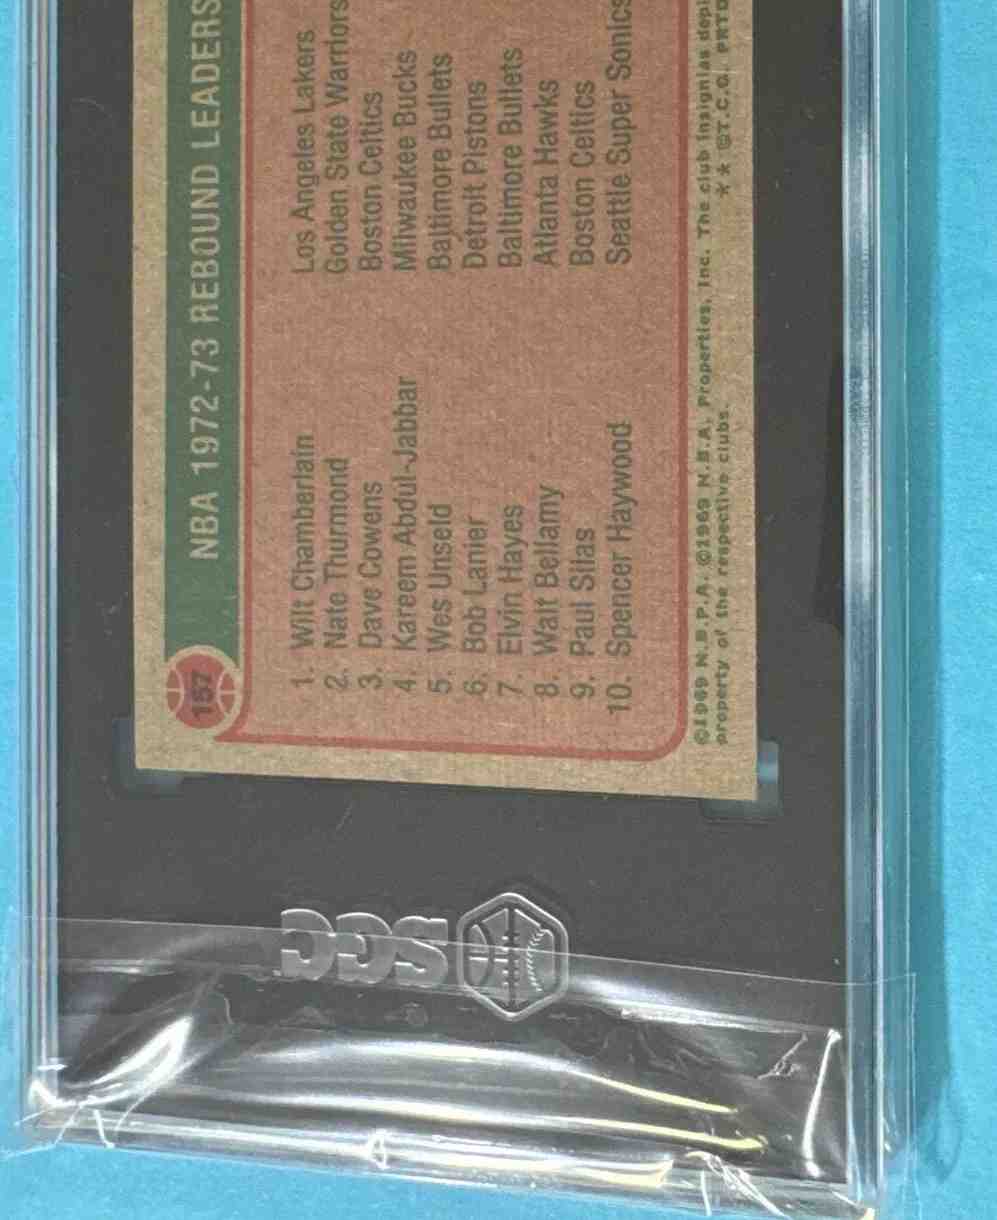 157
NBA 1972-73 REBOUND LEADERS
1. Wilt Chamberlain Los Angeles Lakers
2. Nate Thurmond Golden State Warriors
3. Dave Cowens Boston Celtics
4. Kareem Abdul-Jabbar Milwaukee Bucks
5. Wes Unseld Baltimore Bullets
6. Bob Lanier Detroit Pistons
7. Elvin Hayes Baltimore Bullets
8. Walt Bellamy Atlanta Hawks
9. Paul Silas Boston Celtics
10. Spencer Haywood Seattle Super Sonics
©1969 N.B.P.A. ©1969 N.B.A. Properties, Inc. The club insignias depi
property of the respective clubs. ** ©T.C.G. PRTD
SGC